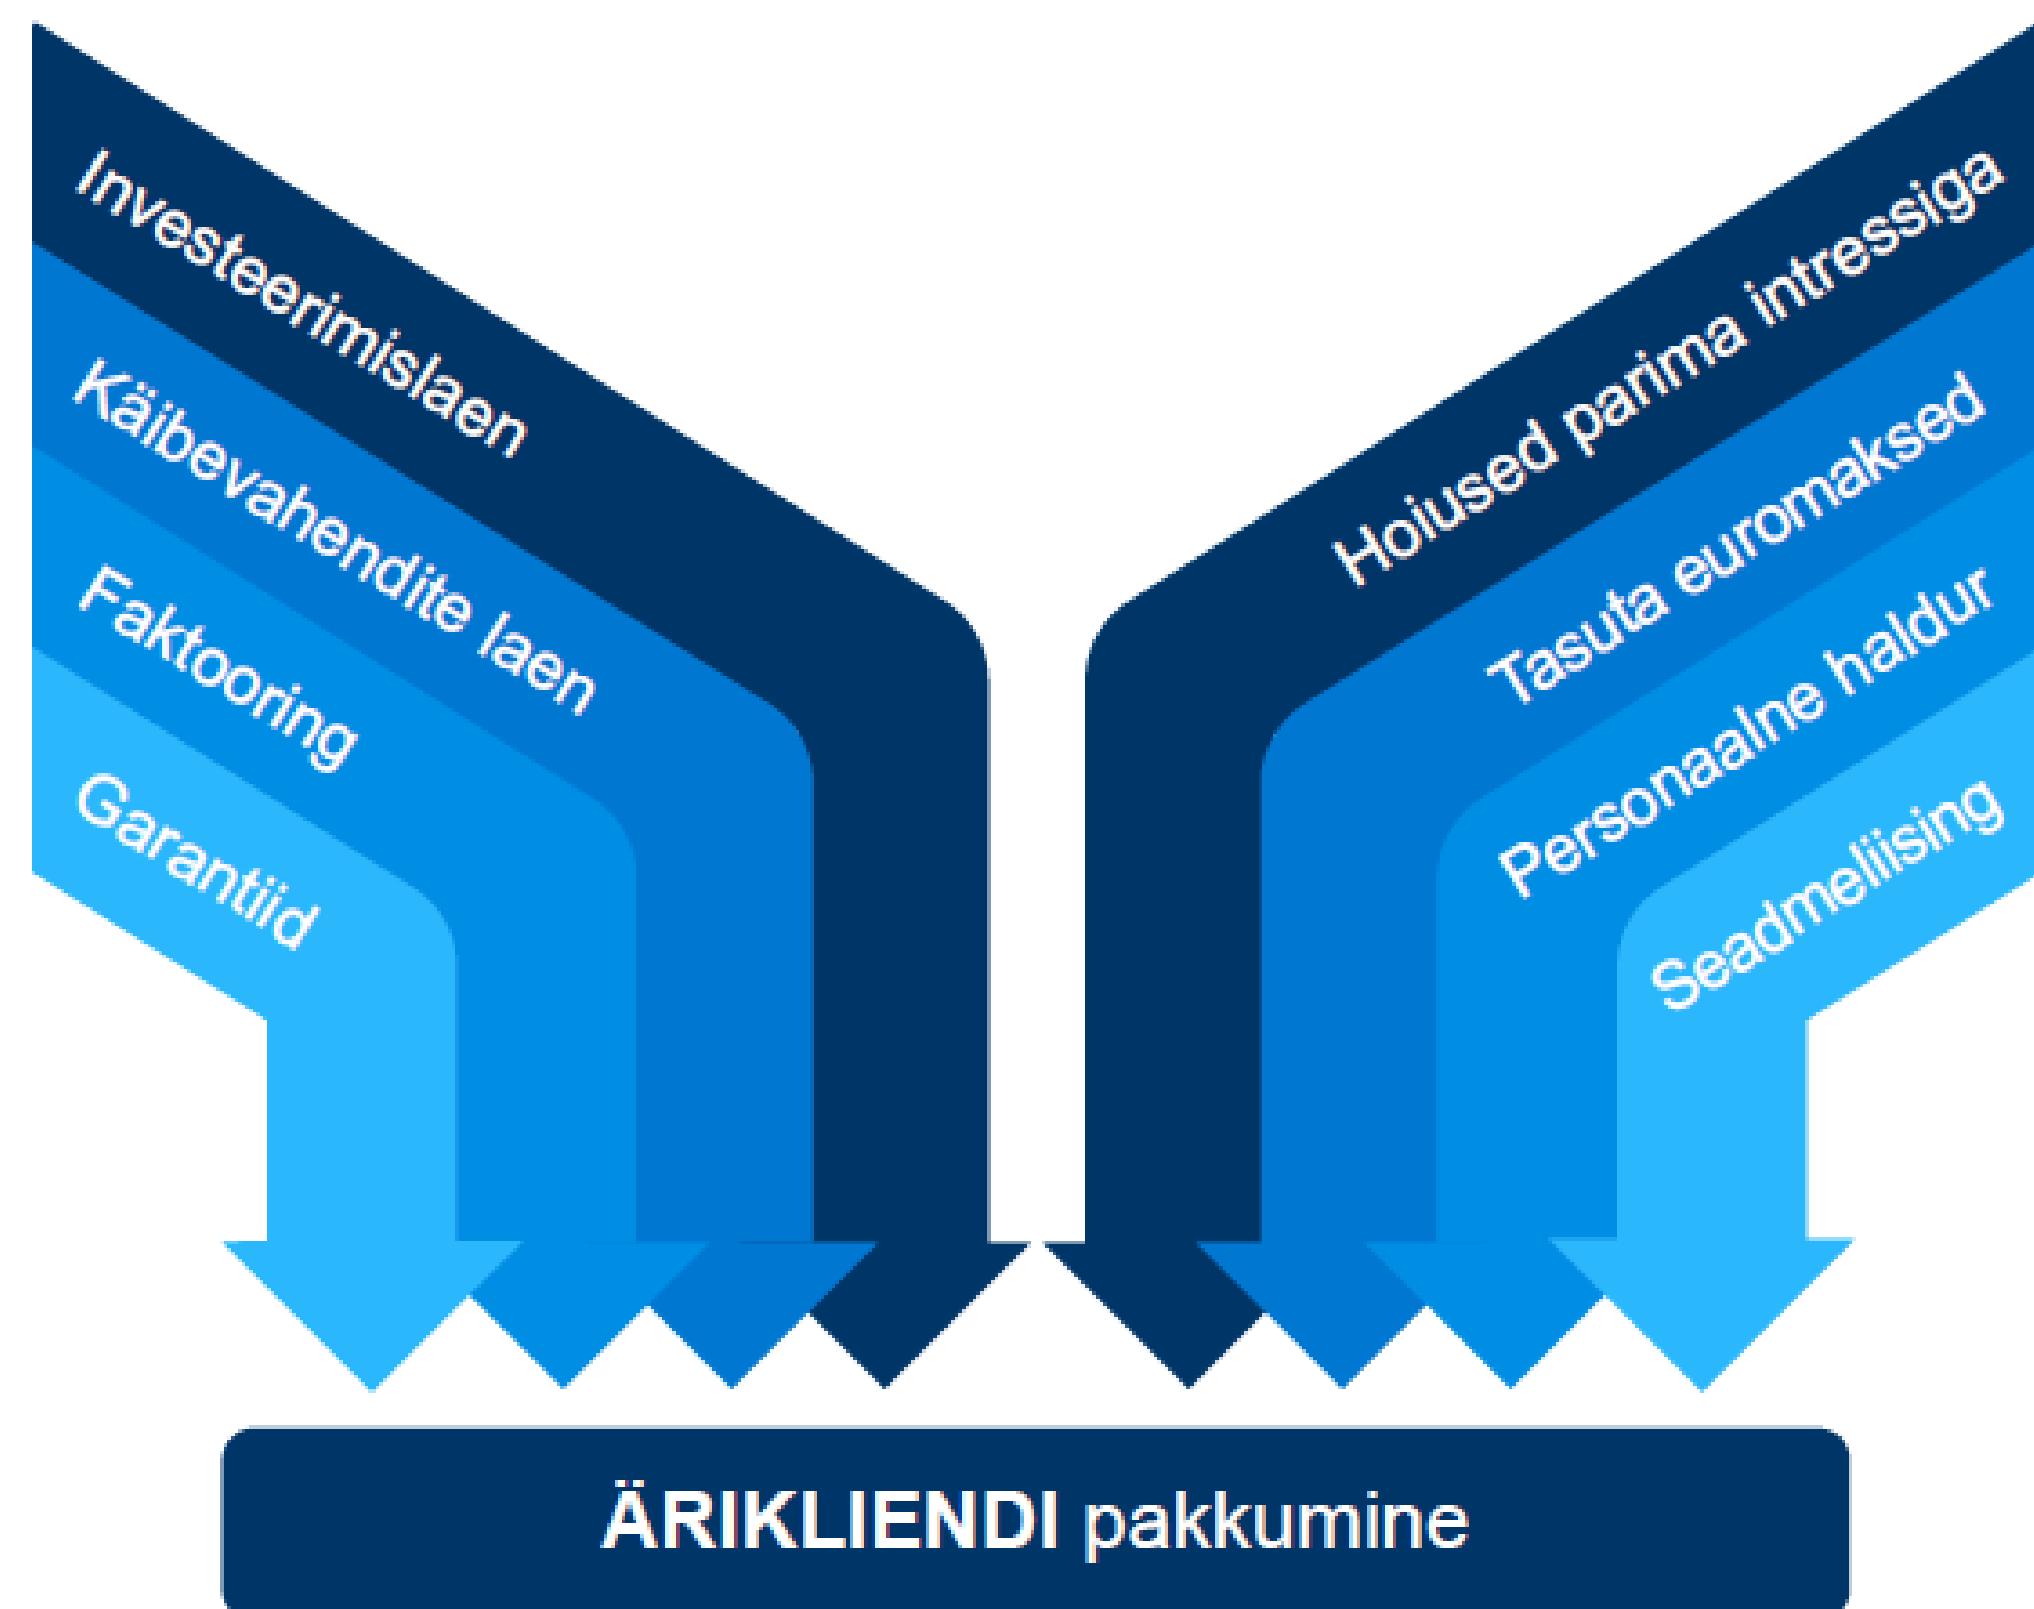 Investeerimislaen
Käibevahendite laen
Faktooring
Garantiid
Hoiused parima intressiga
Tasuta euromaksed
Personaalne haldur
Seadmeliising
ÄRIKLIENDI pakkumine